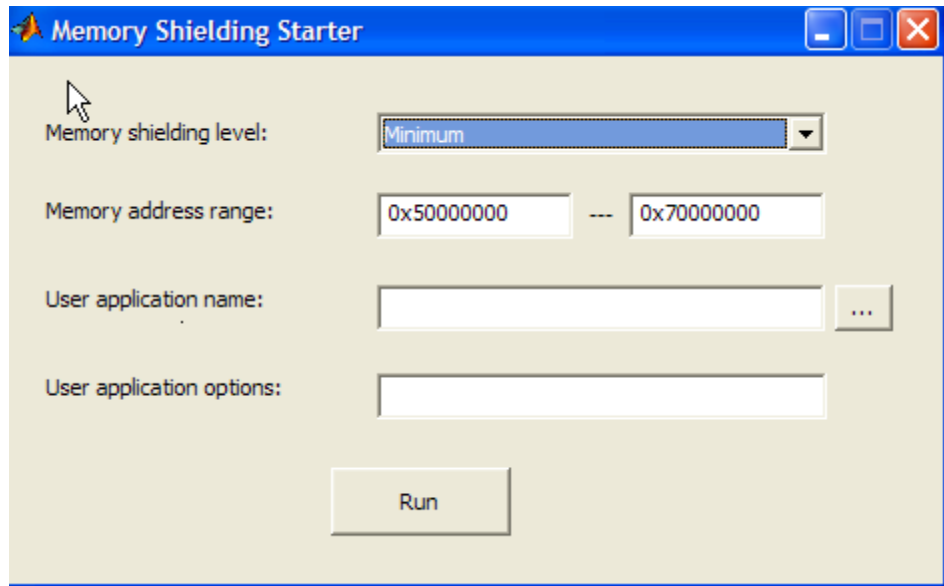 Memory Shielding Starter
Memory shielding level: Minimum
Memory address range: 0x50000000 --- 0x70000000
User application name: ...
User application options:
Run